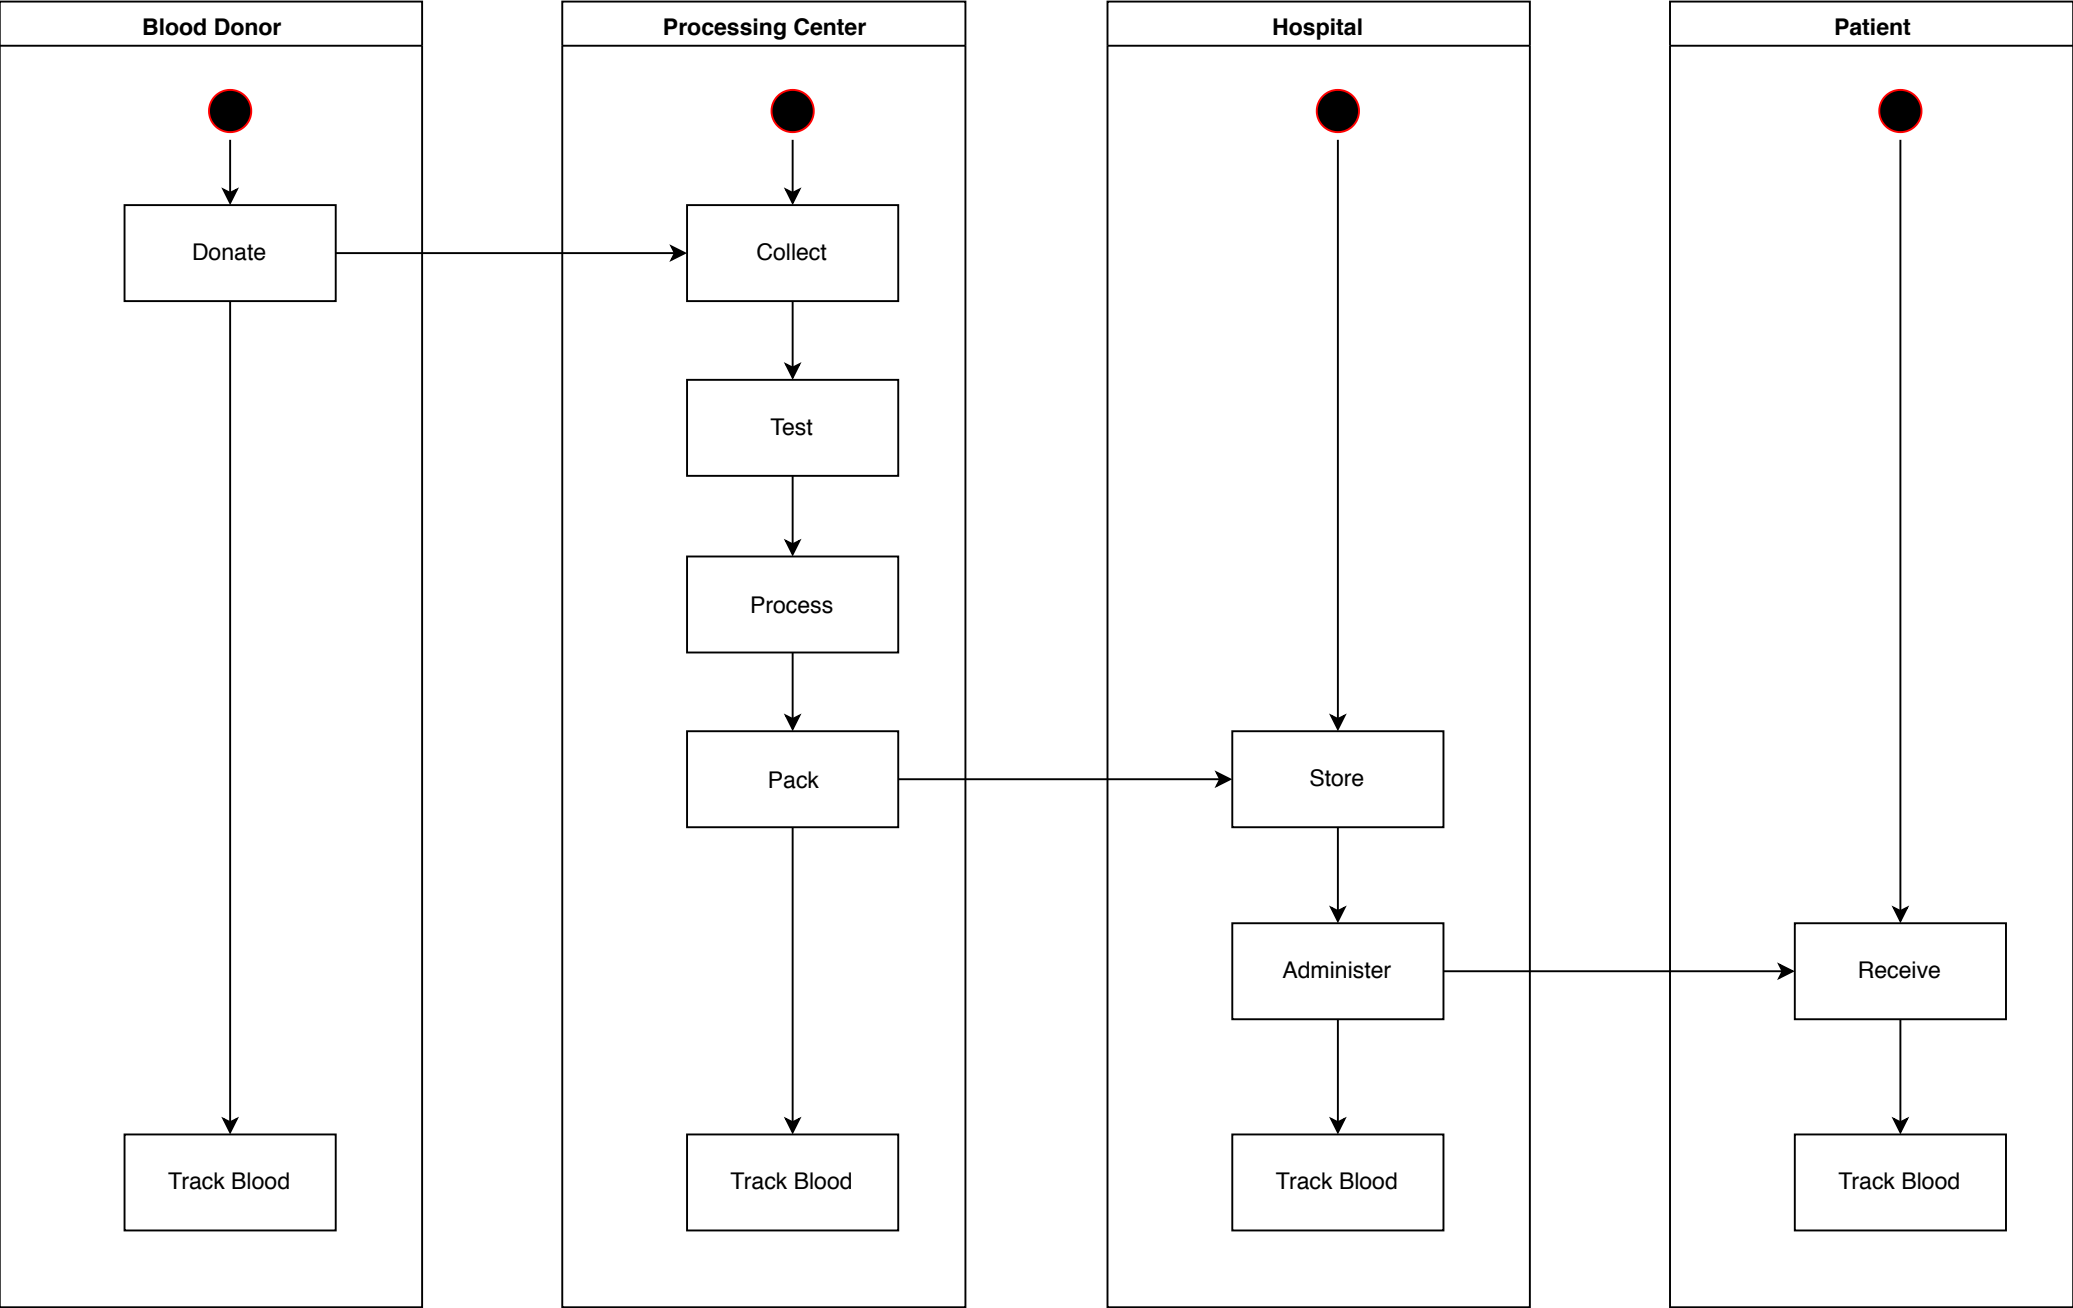 Blood Donor
Processing Center
Hospital
Patient
Donate
Collect
Test
Process
Pack
Store
Administer
Receive
Track Blood
Track Blood
Track Blood
Track Blood